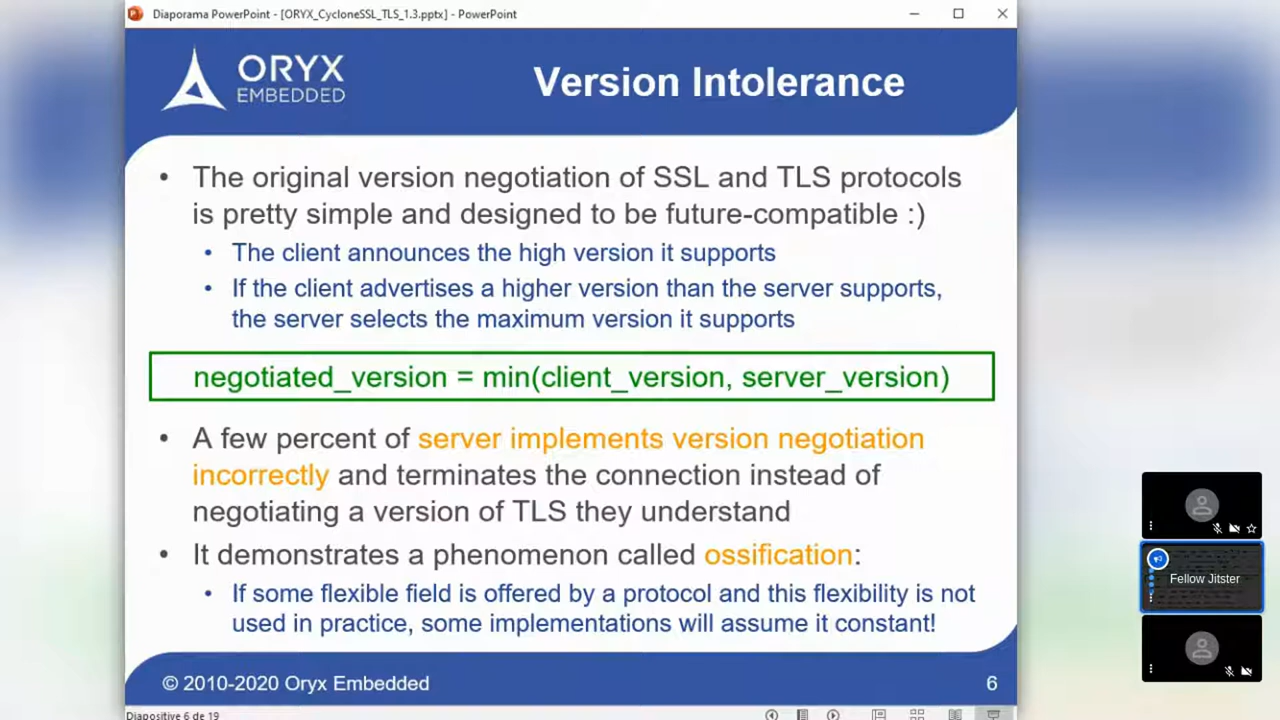 Diaporama PowerPoint - [ORYX_CycloneSSL_TLS_1.3.pptx] - PowerPoint
ORYX
EMBEDDED
Version Intolerance
• The original version negotiation of SSL and TLS protocols
is pretty simple and designed to be future-compatible :)
• The client announces the high version it supports
• If the client advertises a higher version than the server supports,
the server selects the maximum version it supports
negotiated_version = min(client_version, server_version)
• A few percent of server implements version negotiation
incorrectly and terminates the connection instead of
negotiating a version of TLS they understand
• It demonstrates a phenomenon called ossification:
• If some flexible field is offered by a protocol and this flexibility is not
used in practice, some implementations will assume it constant!
Fellow Jitster
© 2010-2020 Oryx Embedded
6
Diapositive 6 de 19